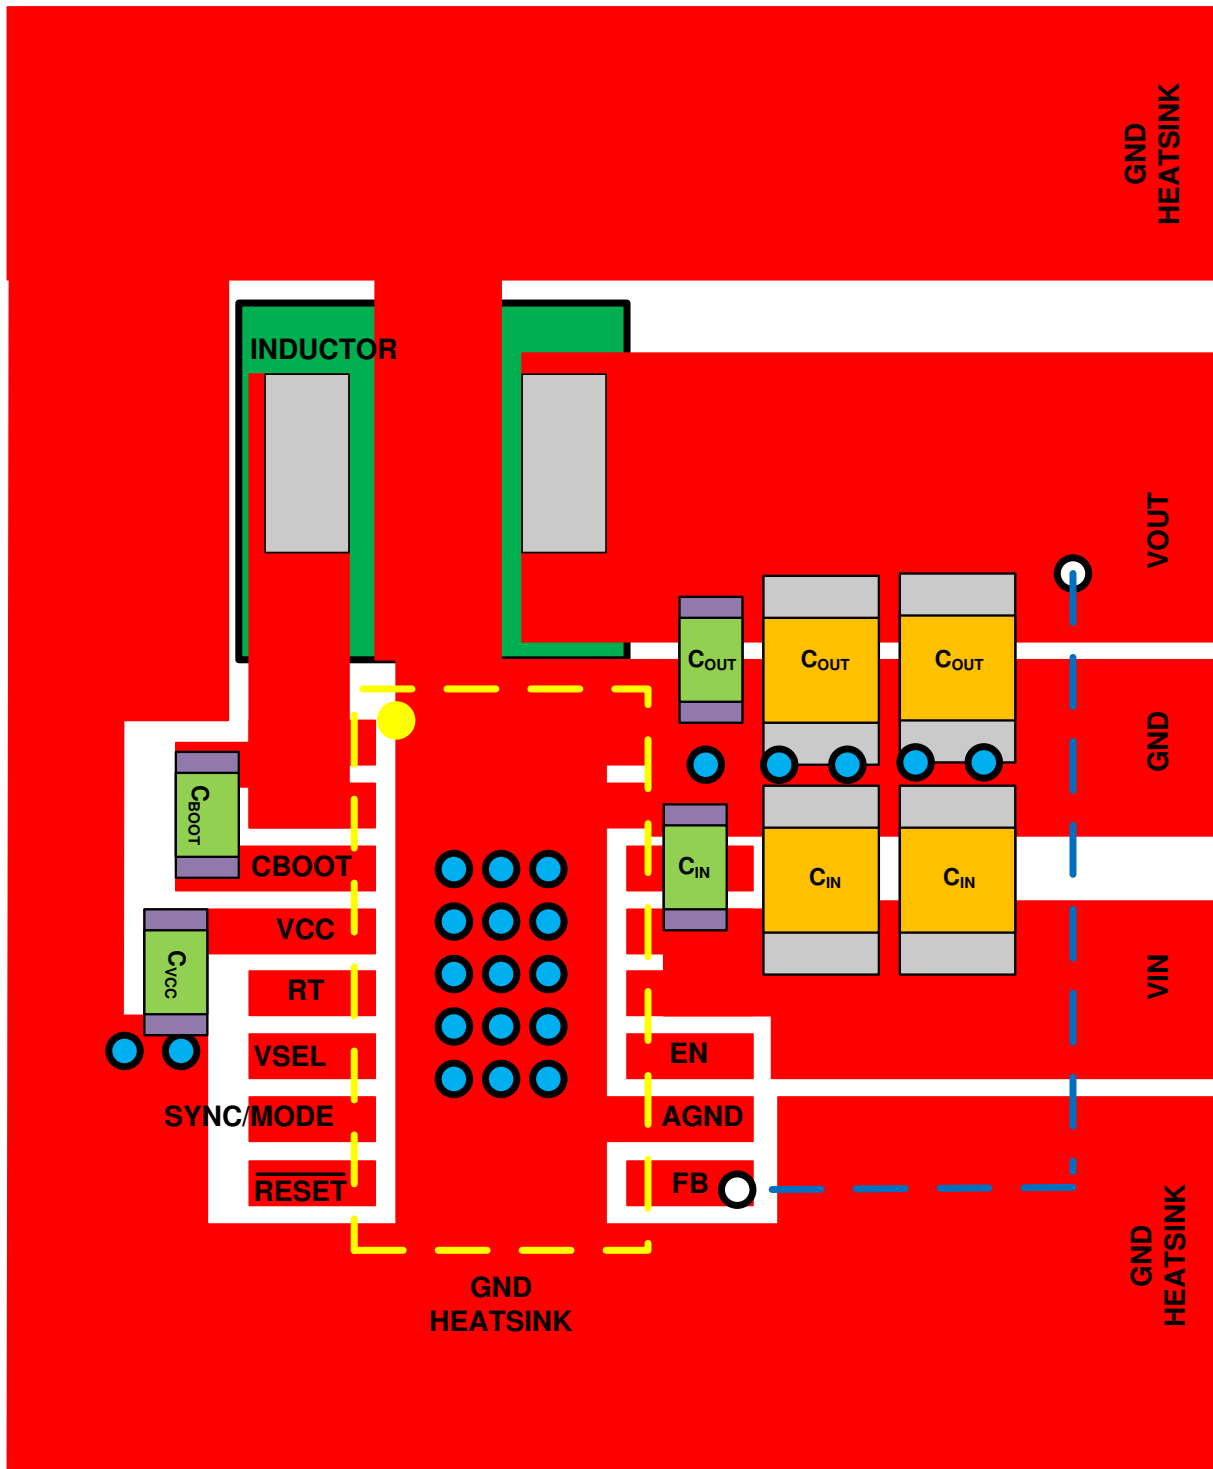 GND
HEATSINK
INDUCTOR
VOUT
COUT
COUT
COUT
GND
CBOOT
CBOOT
CIN
CIN
CIN
VCC
CVCC
VIN
RT
VSEL
EN
SYNC/MODE
AGND
RESET
FB
GND
HEATSINK
GND
HEATSINK